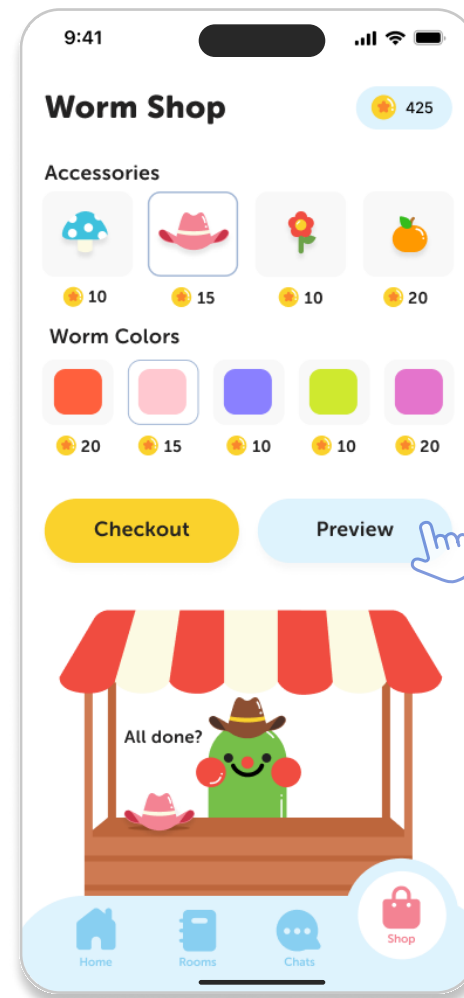 9:41
Worm Shop
425
Accessories
10 15 10 20
Worm Colors
20 15 10 10 20
Checkout Preview
All done?
Shop
Home Rooms Chats